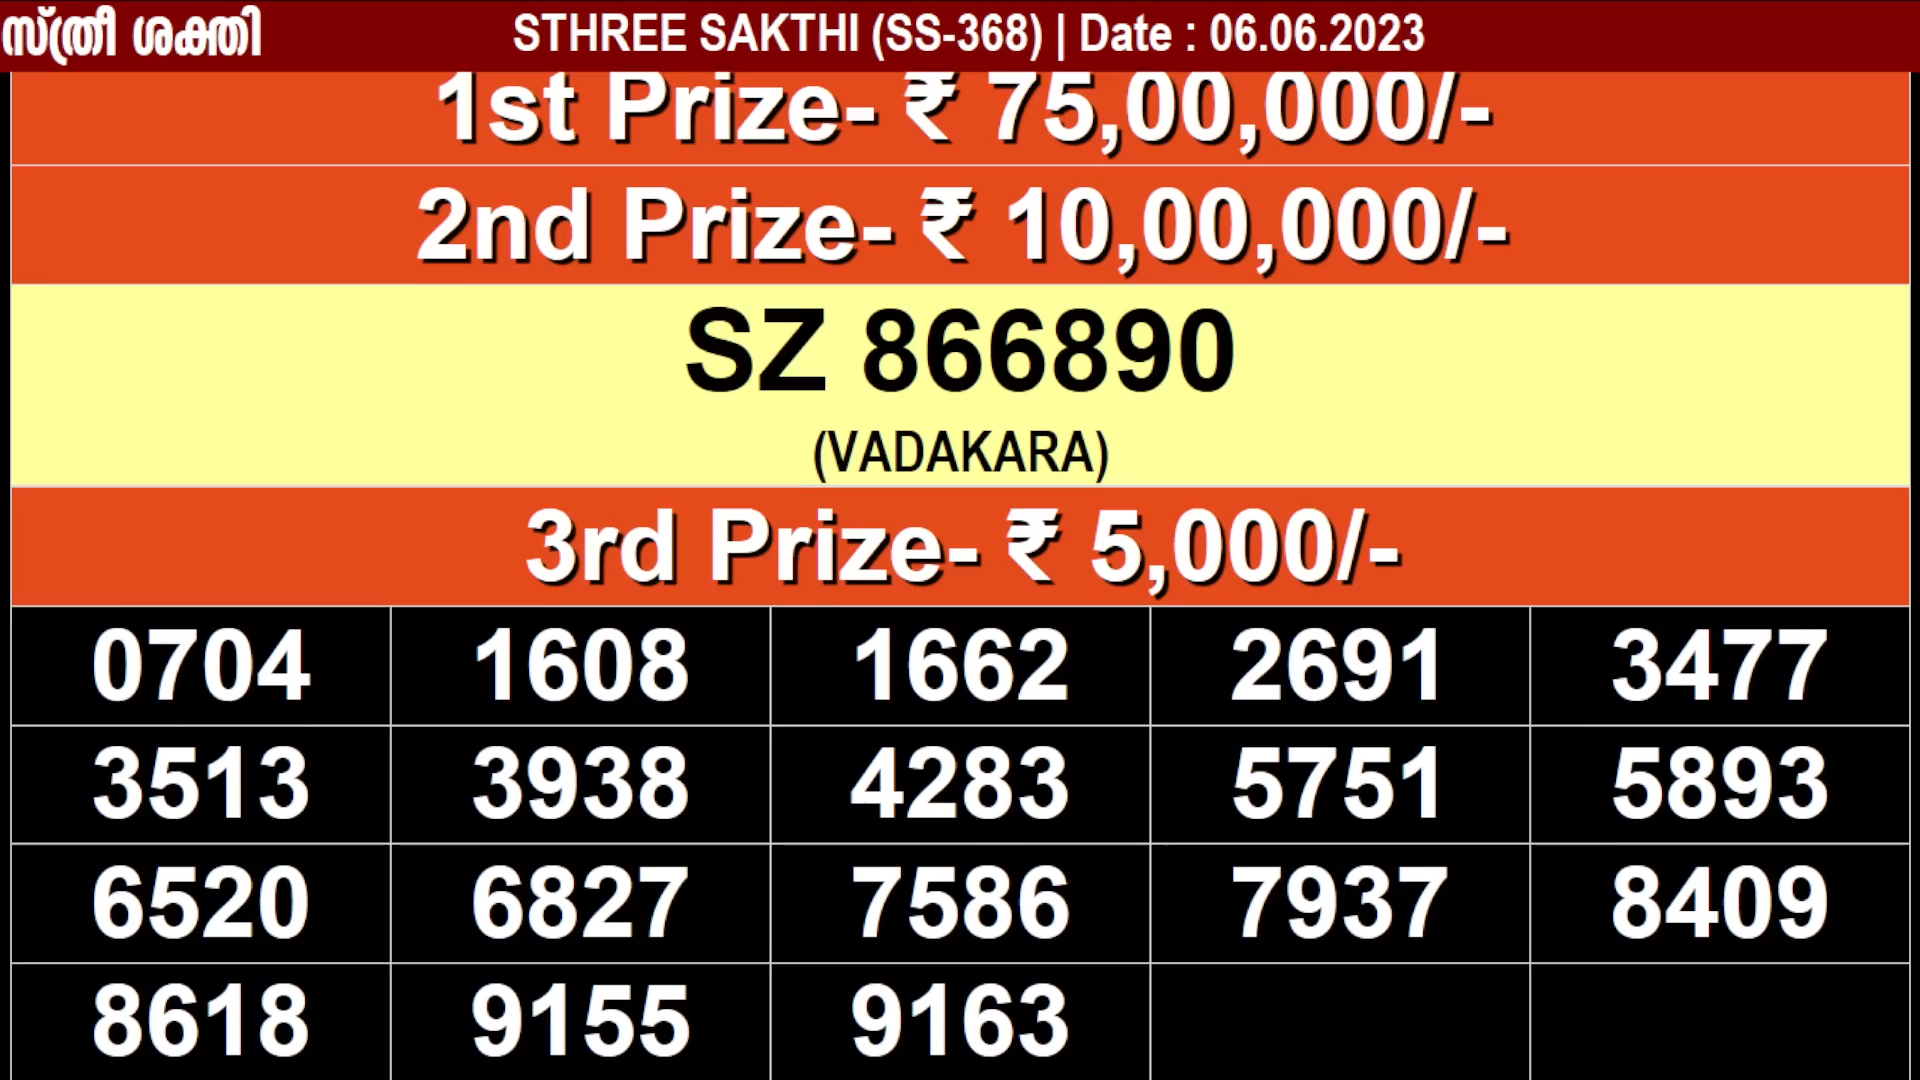 സ്ത്രീ ശക്തി STHREE SAKTHI (SS-368) | Date : 06.06.2023
1st Prize- ₹ 75,00,000/-
2nd Prize- ₹ 10,00,000/-
SZ 866890
(VADAKARA)
3rd Prize- ₹ 5,000/-
0704 1608 1662 2691 3477
3513 3938 4283 5751 5893
6520 6827 7586 7937 8409
8618 9155 9163